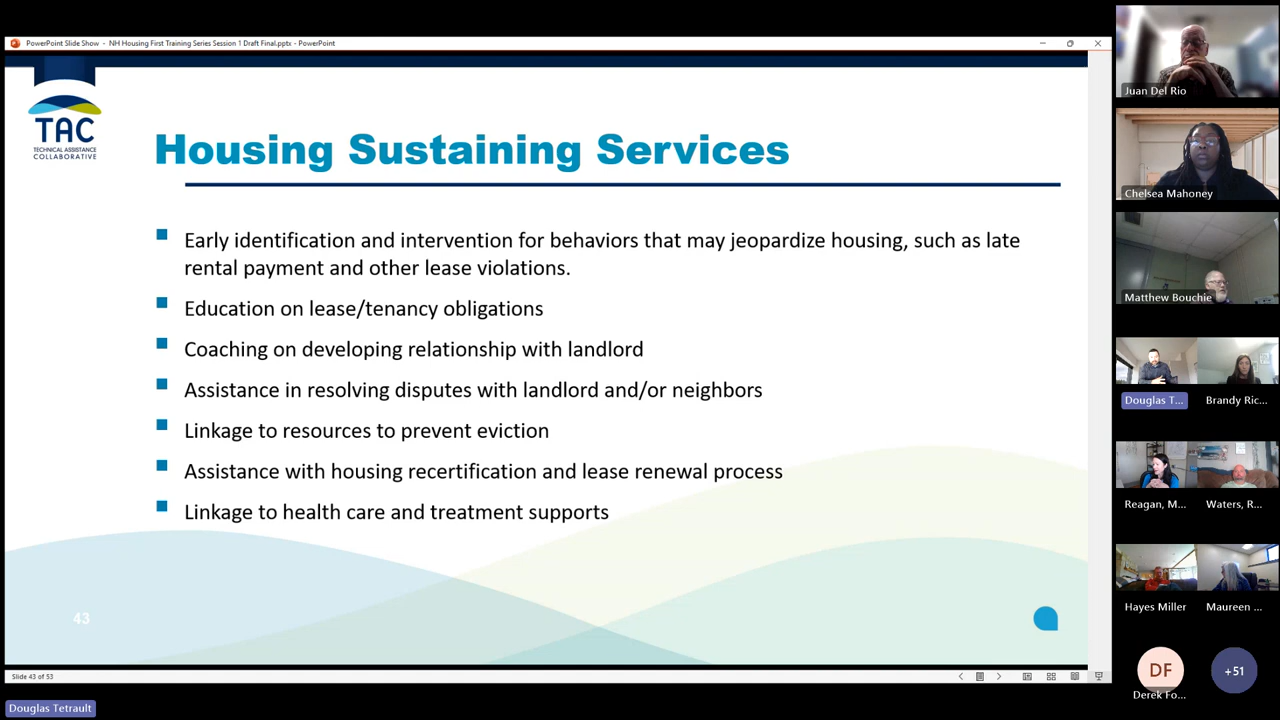 PowerPoint Slide Show - NH Housing First Training Series Session 1 Draft Final.pptx - PowerPoint
TAC
TECHNICAL ASSISTANCE
COLLABORATIVE
Housing Sustaining Services
Early identification and intervention for behaviors that may jeopardize housing, such as late
rental payment and other lease violations.
Education on lease/tenancy obligations
Coaching on developing relationship with landlord
Assistance in resolving disputes with landlord and/or neighbors
Linkage to resources to prevent eviction
Assistance with housing recertification and lease renewal process
Linkage to health care and treatment supports
43
Slide 43 of 53
Douglas Tetrault
Juan Del Rio
Chelsea Mahoney
Matthew Bouchie
Douglas T...
Brandy Ric...
Reagan, M...
Waters, R...
Hayes Miller
Maureen ...
DF
Derek Fo...
+51